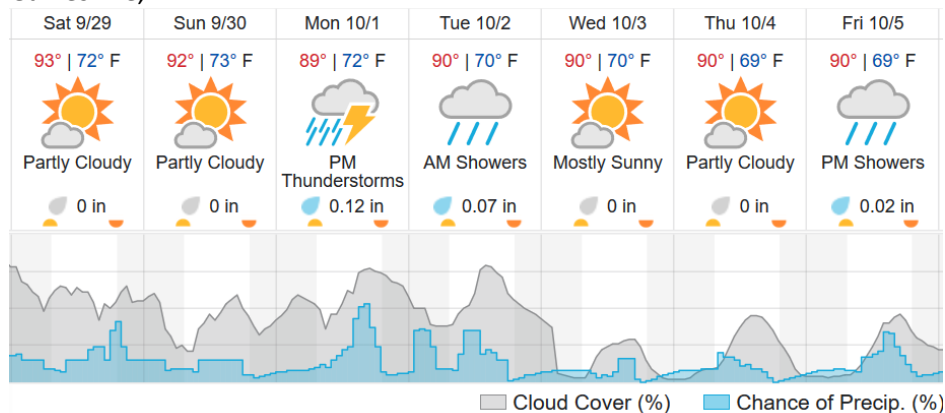 Sat 9/29 Sun 9/30 Mon 10/1 Tue 10/2 Wed 10/3 Thu 10/4 Fri 10/5
93° | 72° F 92° | 73° F 89° | 72° F 90° | 70° F 90° | 70° F 90° | 69° F 90° | 69° F
Partly Cloudy Partly Cloudy PM Thunderstorms AM Showers Mostly Sunny Partly Cloudy PM Showers
0 in 0 in 0.12 in 0.07 in 0 in 0 in 0.02 in
Cloud Cover (%) Chance of Precip. (%)